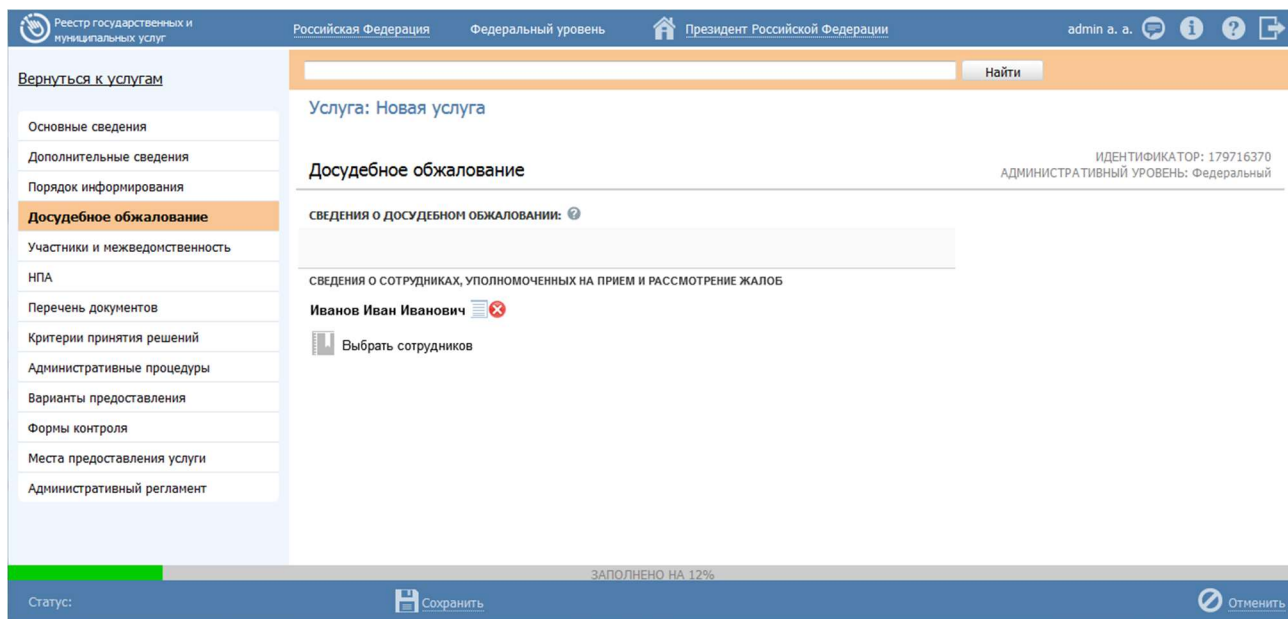 Реестр государственных и
муниципальных услуг
Российская Федерация
Федеральный уровень
Президент Российской Федерации
admin a. a.
Вернуться к услугам
Найти
Основные сведения
Дополнительные сведения
Порядок информирования
Досудебное обжалование
Участники и межведомственность
НПА
Перечень документов
Критерии принятия решений
Административные процедуры
Варианты предоставления
Формы контроля
Места предоставления услуги
Административный регламент
Услуга: Новая услуга
Досудебное обжалование
ИДЕНТИФИКАТОР: 179716370
АДМИНИСТРАТИВНЫЙ УРОВЕНЬ: Федеральный
СВЕДЕНИЯ О ДОСУДЕБНОМ ОБЖАЛОВАНИИ:
СВЕДЕНИЯ О СОТРУДНИКАХ, УПОЛНОМОЧЕННЫХ НА ПРИЕМ И РАССМОТРЕНИЕ ЖАЛОБ
Иванов Иван Иванович
Выбрать сотрудников
ЗАПОЛНЕНО НА 12%
Статус:
Сохранить
Отменить